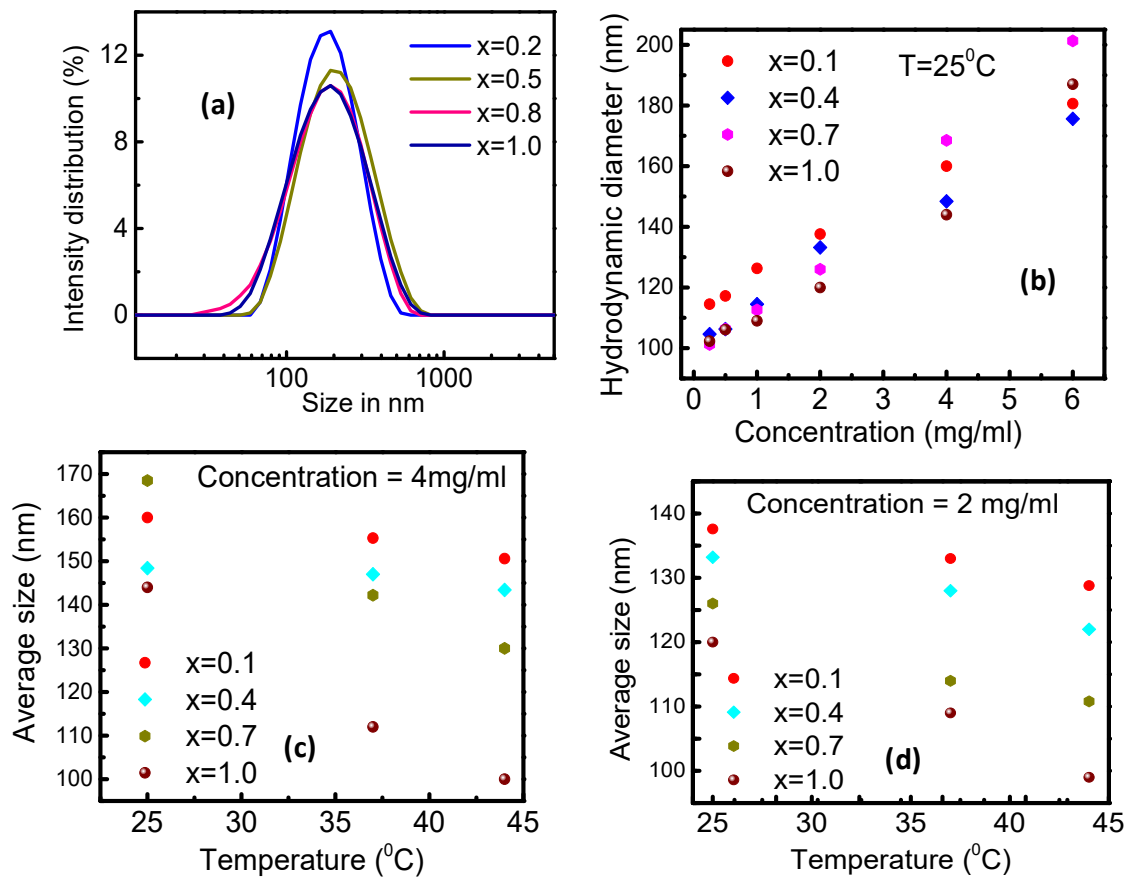 (a)
x=0.2
x=0.5
x=0.8
x=1.0
12
8
4
0
Intensity distribution (%)
100
1000
Size in nm
(b)
x=0.1
x=0.4
x=0.7
x=1.0
T=25⁰C
200
180
160
140
120
100
Hydrodynamic diameter (nm)
0 1 2 3 4 5 6
Concentration (mg/ml)
Concentration = 4mg/ml
170
160
150
140
130
120
110
100
Average size (nm)
x=0.1
x=0.4
x=0.7
x=1.0
(c)
25 30 35 40 45
Temperature (⁰C)
Concentration = 2 mg/ml
140
130
120
110
100
Average size (nm)
x=0.1
x=0.4
x=0.7
x=1.0
(d)
25 30 35 40 45
Temperature (⁰C)